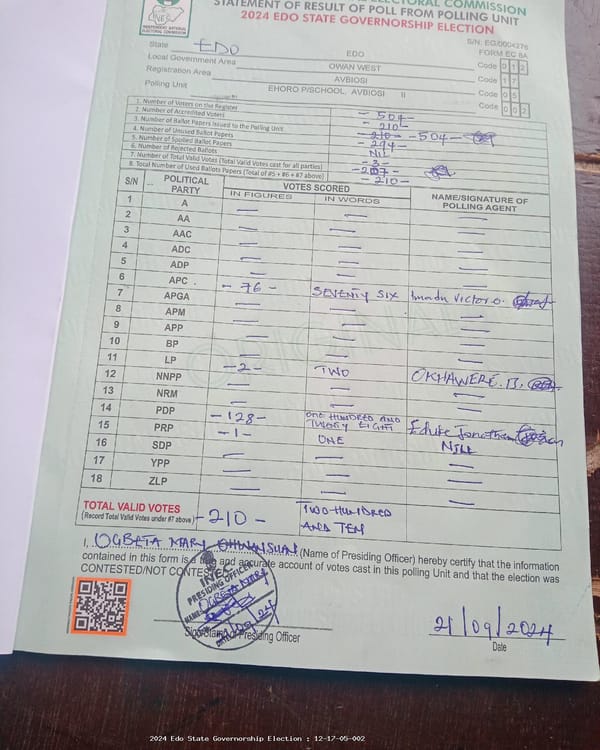 INEC
INDEPENDENT NATIONAL
ELECTORAL COMMISSION
ELECTORAL COMMISSION
STATEMENT OF RESULT OF POLL FROM POLLING UNIT
2024 EDO STATE GOVERNORSHIP ELECTION
S/N. EG:0004276
FORM EC 8A
State EDO EDO Code 0 1 2
Local Government Area OWAN WEST Code 1 7
Registration Area AVBIOSI Code 0 5
Polling Unit EHORO P/SCHOOL, AVBIOSI II Code 0 0 2
1. Number of Voters on the Register - 504 -
2. Number of Accredited Voters - 210 -
3. Number of Ballot Papers Issued to the Polling Unit - 210 - - 504 -
4. Number of Unused Ballot Papers - 294 -
5. Number of Spoiled Ballot Papers NIL
6. Number of Rejected Ballots - 3 -
7. Number of Total Valid Votes (Total Valid Votes cast for all parties) - 207 -
8. Total Number of Used Ballots Papers (Total of #5 + #6 + #7 above) - 210 -
S/N POLITICAL PARTY VOTES SCORED NAME/SIGNATURE OF POLLING AGENT
IN FIGURES IN WORDS
1 A
2 AA
3 AAC
4 ADC
5 ADP
6 APC - 76 - SEVENTY SIX Imadu Victor O.
7 APGA
8 APM
9 APP
10 BP
11 LP - 2 - TWO OKHAWERE. B,
12 NNPP
13 NRM
14 PDP - 128 - ONE HUNDRED AND TWENTY EIGHT Jonathan
15 PRP - 1 - ONE NILL
16 SDP
17 YPP
18 ZLP
TOTAL VALID VOTES - 210 - TWO HUNDRED AND TEN
(Record Total Valid Votes under #7 above)
I, OGBETA MARY (Name of Presiding Officer) hereby certify that the information
contained in this form is a true and accurate account of votes cast in this polling Unit and that the election was
CONTESTED/NOT CONTESTED
INEC
PRESIDING OFFICER
NAME: OGBETA MARY
Presiding Officer
21/09/2024
Date
2024 Edo State Governorship Election : 12-17-05-002